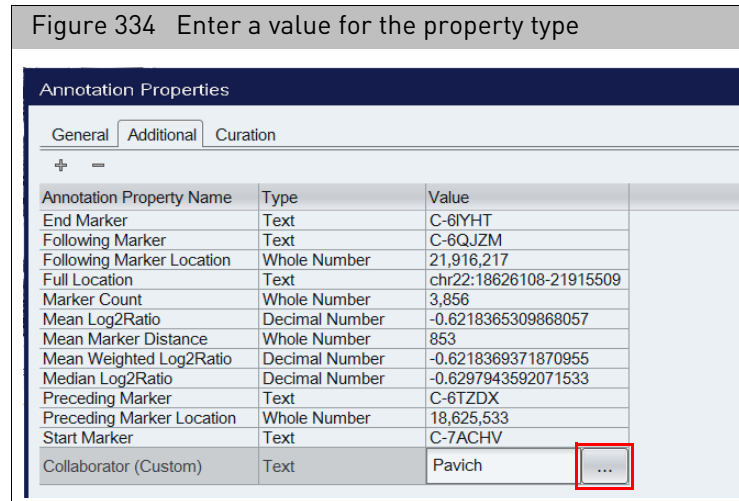 Figure 334 Enter a value for the property type
Annotation Properties
General Additional Curation
+ −
Annotation Property Name Type Value
End Marker Text C-6IYHT
Following Marker Text C-6QJZM
Following Marker Location Whole Number 21,916,217
Full Location Text chr22:18626108-21915509
Marker Count Whole Number 3,856
Mean Log2Ratio Decimal Number -0.6218365309868057
Mean Marker Distance Whole Number 853
Mean Weighted Log2Ratio Decimal Number -0.6218369371870955
Median Log2Ratio Decimal Number -0.6297943592071533
Preceding Marker Text C-6TZDX
Preceding Marker Location Whole Number 18,625,533
Start Marker Text C-7ACHV
Collaborator (Custom) Text Pavich ...